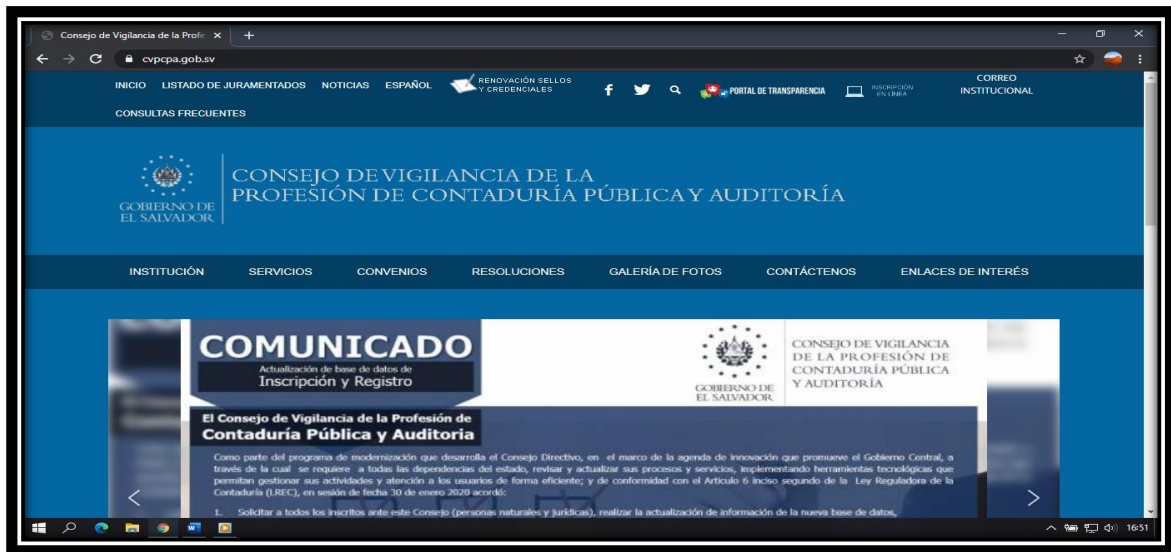 Consejo de Vigilancia de la Profe
cvpcpa.gob.sv
INICIO LISTADO DE JURAMENTADOS NOTICIAS ESPAÑOL RENOVACIÓN SELLOS Y CREDENCIALES PORTAL DE TRANSPARENCIA INSCRIPCIÓN EN LÍNEA CORREO INSTITUCIONAL
CONSULTAS FRECUENTES
GOBIERNO DE
EL SALVADOR
CONSEJO DE VIGILANCIA DE LA
PROFESIÓN DE CONTADURÍA PÚBLICA Y AUDITORÍA
INSTITUCIÓN SERVICIOS CONVENIOS RESOLUCIONES GALERÍA DE FOTOS CONTÁCTENOS ENLACES DE INTERÉS
COMUNICADO
Actualización de base de datos de
Inscripción y Registro
GOBIERNO DE
EL SALVADOR
CONSEJO DE VIGILANCIA
DE LA PROFESIÓN DE
CONTADURÍA PÚBLICA
Y AUDITORÍA
El Consejo de Vigilancia de la Profesión de
Contaduría Pública y Auditoria
Como parte del programa de modernización que desarrolla el Consejo Directivo, en el marco de la agenda de innovación que promueve el Gobierno Central, a
través de la cual se requiere a todas las dependencias del estado, revisar y actualizar sus procesos y servicios, implementando herramientas tecnológicas que
permitan gestionar sus actividades y atención a los usuarios de forma eficiente; y de conformidad con el Artículo 6 inciso segundo de la Ley Reguladora de la
Contaduría (LREC), en sesión de fecha 30 de enero 2020 acordó:
1. Solicitar a todos los inscritos ante este Consejo (personas naturales y jurídicas), realizar la actualización de información de la nueva base de datos,
16:51